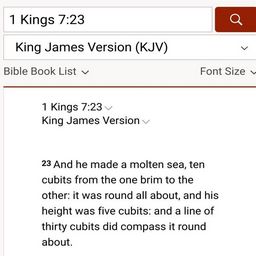 1 Kings 7:23
King James Version (KJV)
Bible Book List Font Size
1 Kings 7:23
King James Version
23 And he made a molten sea, ten
cubits from the one brim to the
other: it was round all about, and his
height was five cubits: and a line of
thirty cubits did compass it round
about.